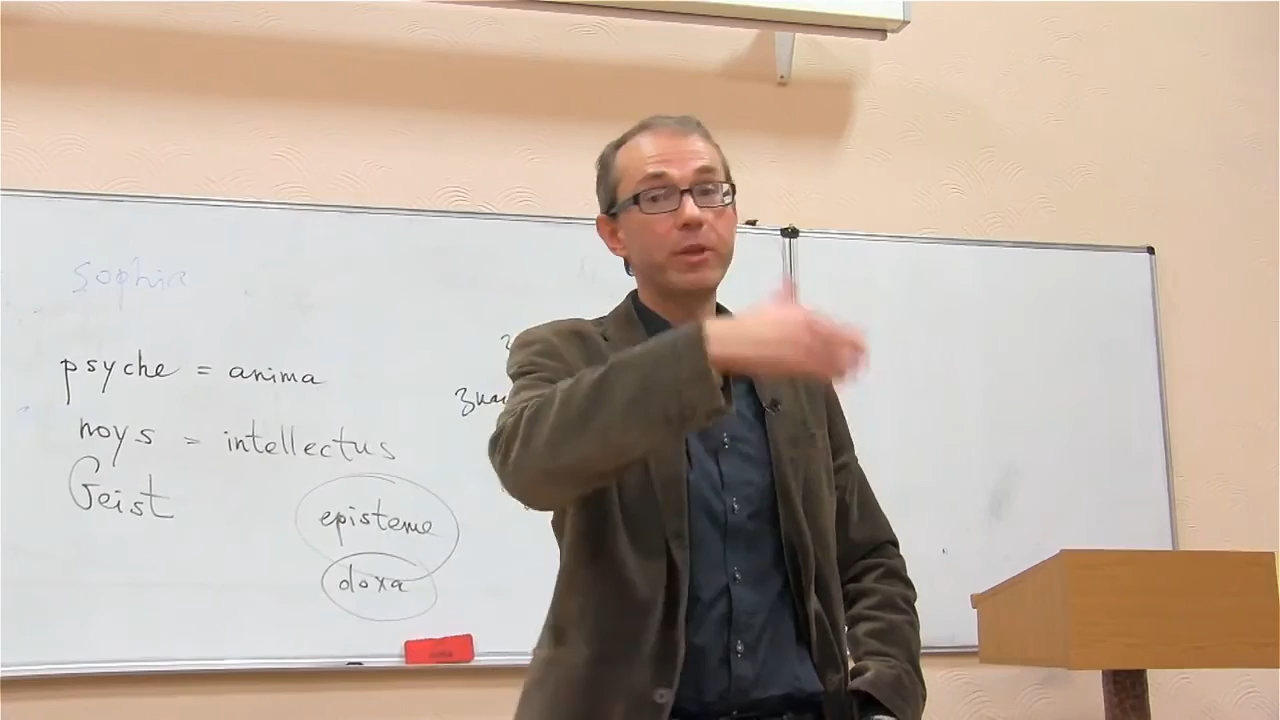 sophia
psyche = anima
noys = intellectus
Geist
episteme
doxa